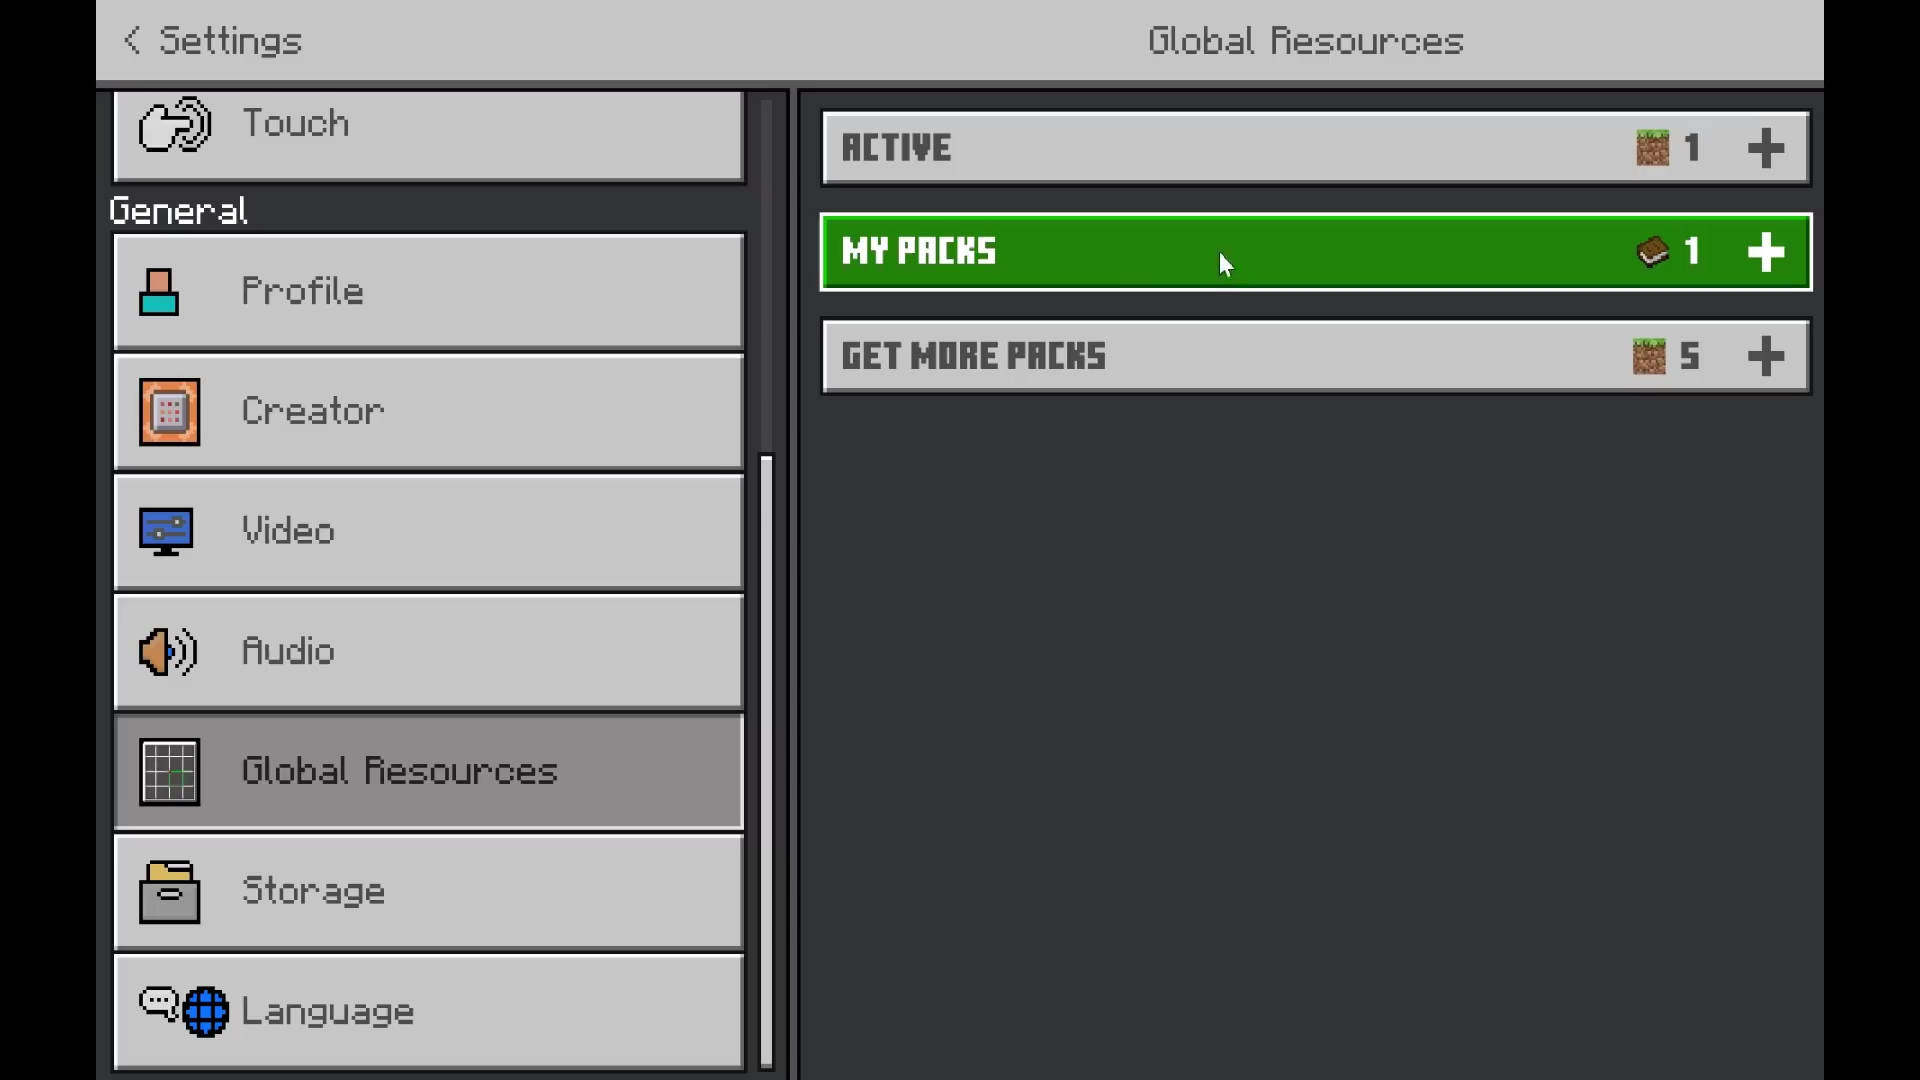 Settings
Global Resources
Touch
General
Profile
Creator
Video
Audio
Global Resources
Storage
Language
ACTIVE 1
MY PACKS 1
GET MORE PACKS 5